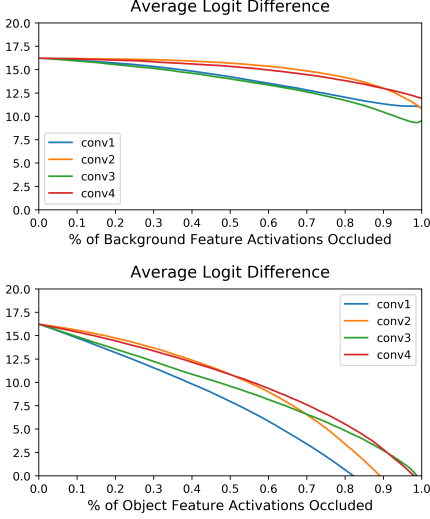 Average Logit Difference
20.0
17.5
15.0
12.5
10.0
7.5
5.0
2.5
0.0
conv1
conv2
conv3
conv4
0.0 0.1 0.2 0.3 0.4 0.5 0.6 0.7 0.8 0.9 1.0
% of Background Feature Activations Occluded
Average Logit Difference
20.0
17.5
15.0
12.5
10.0
7.5
5.0
2.5
0.0
conv1
conv2
conv3
conv4
0.0 0.1 0.2 0.3 0.4 0.5 0.6 0.7 0.8 0.9 1.0
% of Object Feature Activations Occluded